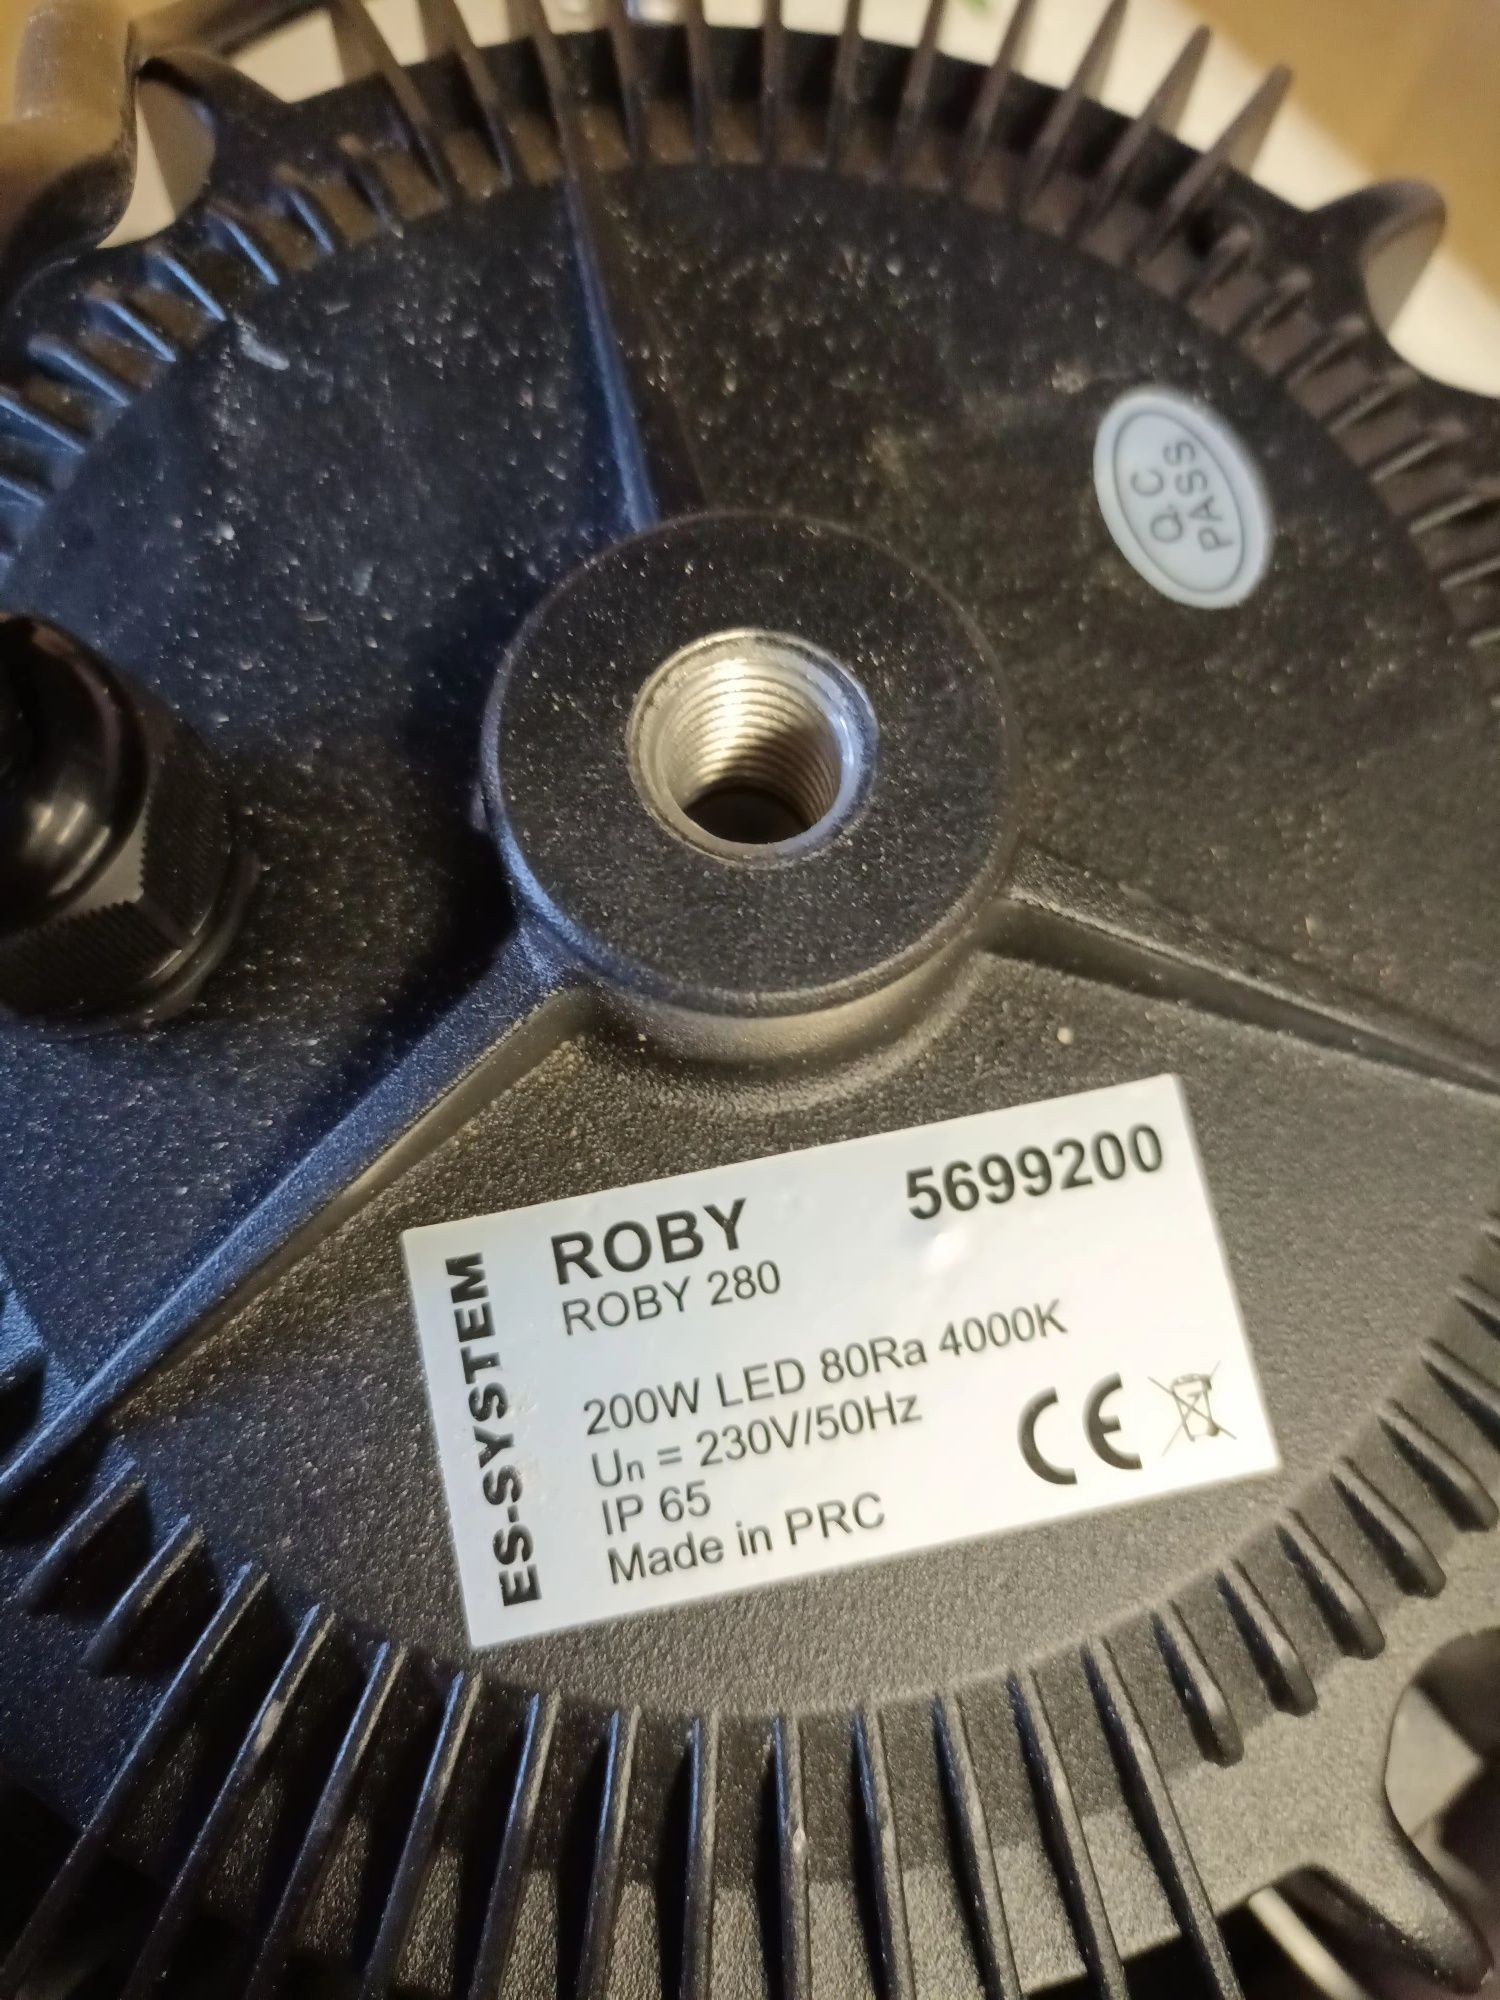 Q.C
PASS
ES-SYSTEM
ROBY 5699200
ROBY 280
200W LED 80Ra 4000K
Un = 230V/50Hz
IP 65
Made in PRC
CE